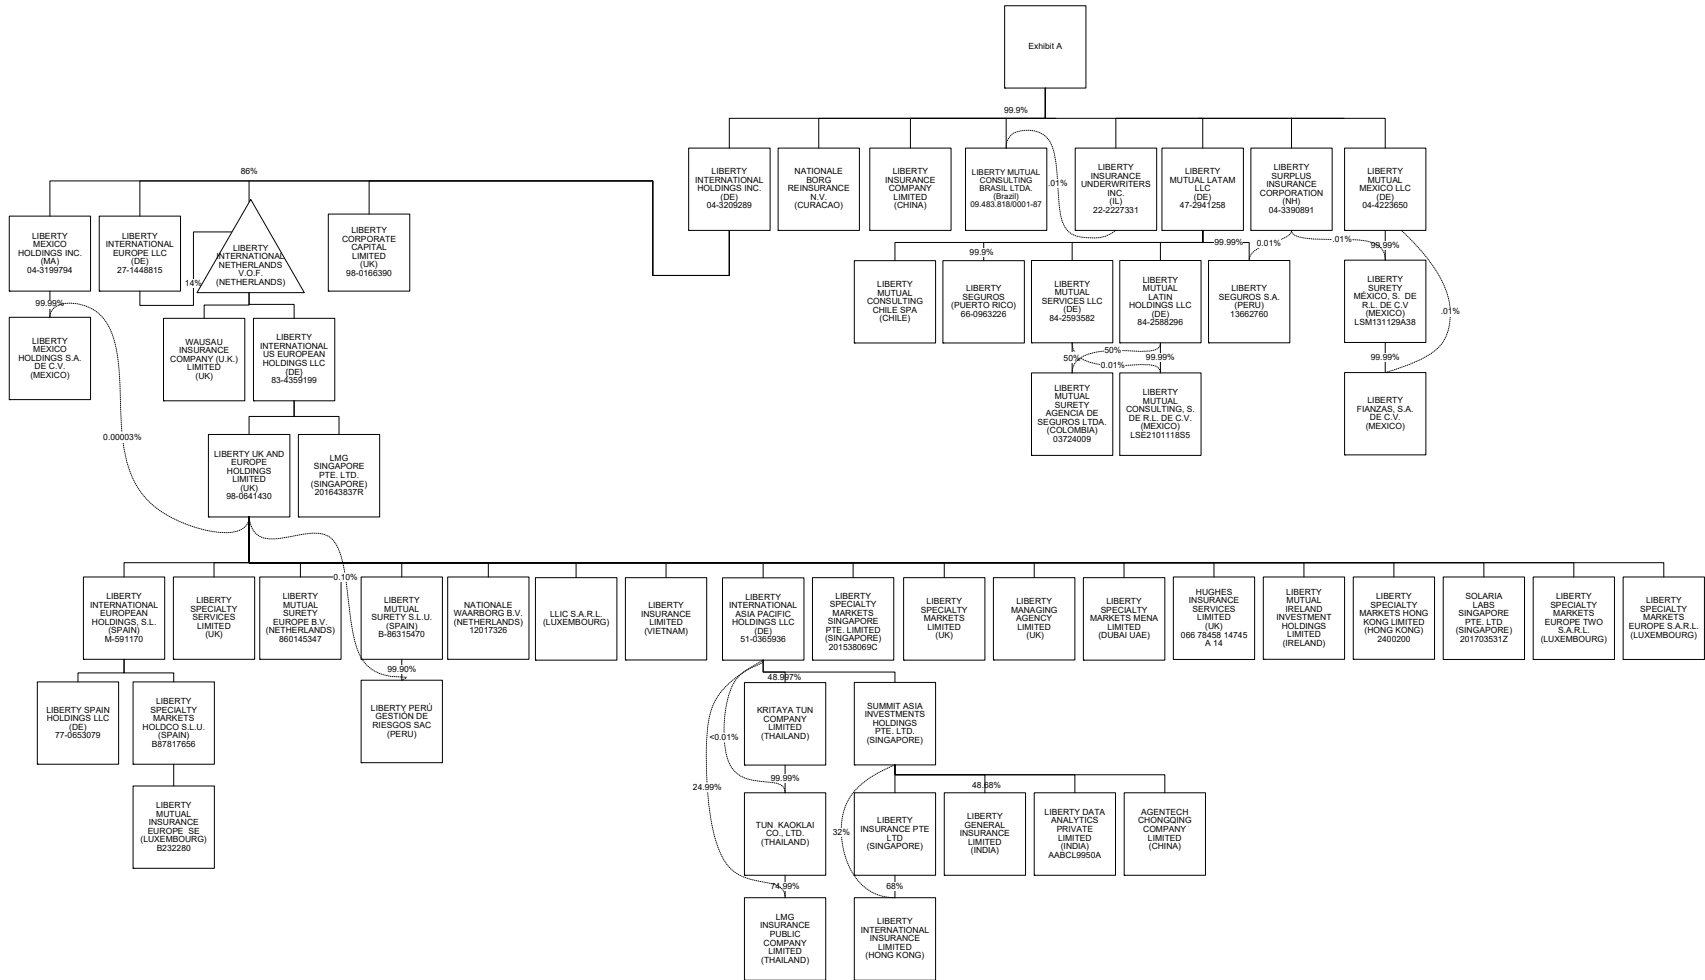 Exhibit A
99.9%
LIBERTY
INTERNATIONAL
HOLDINGS INC.
(DE)
04-3209289
NATIONALE
BORG
REINSURANCE
N.V.
(CURACAO)
LIBERTY
INSURANCE
COMPANY
LIMITED
(CHINA)
LIBERTY MUTUAL
CONSULTING
BRASIL LTDA.
(Brazil)
09.483.818/0001-87
.01%
LIBERTY
INSURANCE
UNDERWRITERS
INC.
(IL)
22-2227331
LIBERTY
MUTUAL LATAM
LLC
(DE)
47-2941258
LIBERTY
SURPLUS
INSURANCE
CORPORATION
(NH)
04-3390891
LIBERTY
MUTUAL
MEXICO LLC
(DE)
04-4223650
86%
LIBERTY
MEXICO
HOLDINGS INC.
(MA)
04-3199794
LIBERTY
INTERNATIONAL
EUROPE LLC
(DE)
27-1448815
LIBERTY
INTERNATIONAL
NETHERLANDS
V.O.F.
(NETHERLANDS)
LIBERTY
CORPORATE
CAPITAL
LIMITED
(UK)
98-0166390
14%
99.99%
99.9%
99.99%
0.01%
.01%
99.99%
LIBERTY
MUTUAL
CONSULTING
CHILE SPA
(CHILE)
LIBERTY
SEGUROS
(PUERTO RICO)
66-0963226
LIBERTY
MUTUAL
SERVICES LLC
(DE)
84-2593582
LIBERTY
MUTUAL
LATIN
HOLDINGS LLC
(DE)
84-2588296
LIBERTY
SEGUROS S.A.
(PERU)
13662760
LIBERTY
SURETY
MÉXICO, S. DE
R.L. DE C.V
(MEXICO)
LSM131129A38
.01%
LIBERTY
MEXICO
HOLDINGS S.A.
DE C.V.
(MEXICO)
WAUSAU
INSURANCE
COMPANY (U.K.)
LIMITED
(UK)
LIBERTY
INTERNATIONAL
US EUROPEAN
HOLDINGS LLC
(DE)
83-4359199
50%
50%
0.01%
99.99%
99.99%
LIBERTY
MUTUAL
SURETY
AGENCIA DE
SEGUROS LTDA.
(COLOMBIA)
03724009
LIBERTY
MUTUAL
CONSULTING, S.
DE R.L. DE C.V.
(MEXICO)
LSE2101118S5
LIBERTY
FIANZAS, S.A.
DE C.V.
(MEXICO)
0.00003%
LIBERTY UK AND
EUROPE
HOLDINGS
LIMITED
(UK)
98-0641430
LMG
SINGAPORE
PTE. LTD.
(SINGAPORE)
201643837R
0.10%
LIBERTY
INTERNATIONAL
EUROPEAN
HOLDINGS, S.L.
(SPAIN)
M-591170
LIBERTY
SPECIALTY
SERVICES
LIMITED
(UK)
LIBERTY
MUTUAL
SURETY
EUROPE B.V.
(NETHERLANDS)
860145347
LIBERTY
MUTUAL
SURETY S.L.U.
(SPAIN)
B-86315470
NATIONALE
WAARBORG B.V.
(NETHERLANDS)
12017326
LLIC S.A.R.L.
(LUXEMBOURG)
LIBERTY
INSURANCE
LIMITED
(VIETNAM)
LIBERTY
INTERNATIONAL
ASIA PACIFIC
HOLDINGS LLC
(DE)
51-0365936
LIBERTY
SPECIALTY
MARKETS
SINGAPORE
PTE. LIMITED
(SINGAPORE)
201538069C
LIBERTY
SPECIALTY
MARKETS
LIMITED
(UK)
LIBERTY
MANAGING
AGENCY
LIMITED
(UK)
LIBERTY
SPECIALTY
MARKETS MENA
LIMITED
(DUBAI UAE)
HUGHES
INSURANCE
SERVICES
LIMITED
(UK)
066 78458 14745
A 14
LIBERTY
MUTUAL
IRELAND
INVESTMENT
HOLDINGS
LIMITED
(IRELAND)
LIBERTY
SPECIALTY
MARKETS HONG
KONG LIMITED
(HONG KONG)
2400200
SOLARIA
LABS
SINGAPORE
PTE. LTD
(SINGAPORE)
201703531Z
LIBERTY
SPECIALTY
MARKETS
EUROPE TWO
S.A.R.L.
(LUXEMBOURG)
LIBERTY
SPECIALTY
MARKETS
EUROPE S.A.R.L.
(LUXEMBOURG)
99.90%
48.997%
LIBERTY SPAIN
HOLDINGS LLC
(DE)
77-0653079
LIBERTY
SPECIALTY
MARKETS
HOLDCO S.L.U.
(SPAIN)
B87817656
LIBERTY PERÚ
GESTIÓN DE
RIESGOS SAC
(PERU)
KRITAYA TUN
COMPANY
LIMITED
(THAILAND)
SUMMIT ASIA
INVESTMENTS
HOLDINGS
PTE. LTD.
(SINGAPORE)
<0.01%
24.99%
99.99%
48.68%
LIBERTY
MUTUAL
INSURANCE
EUROPE SE
(LUXEMBOURG)
B232280
TUN KAOKLAI
CO., LTD.
(THAILAND)
32%
LIBERTY
INSURANCE PTE
LTD
(SINGAPORE)
LIBERTY
GENERAL
INSURANCE
LIMITED
(INDIA)
LIBERTY DATA
ANALYTICS
PRIVATE
LIMITED
(INDIA)
AABCL9950A
AGENTECH
CHONGQING
COMPANY
LIMITED
(CHINA)
74.99%
68%
LMG
INSURANCE
PUBLIC
COMPANY
LIMITED
(THAILAND)
LIBERTY
INTERNATIONAL
INSURANCE
LIMITED
(HONG KONG)